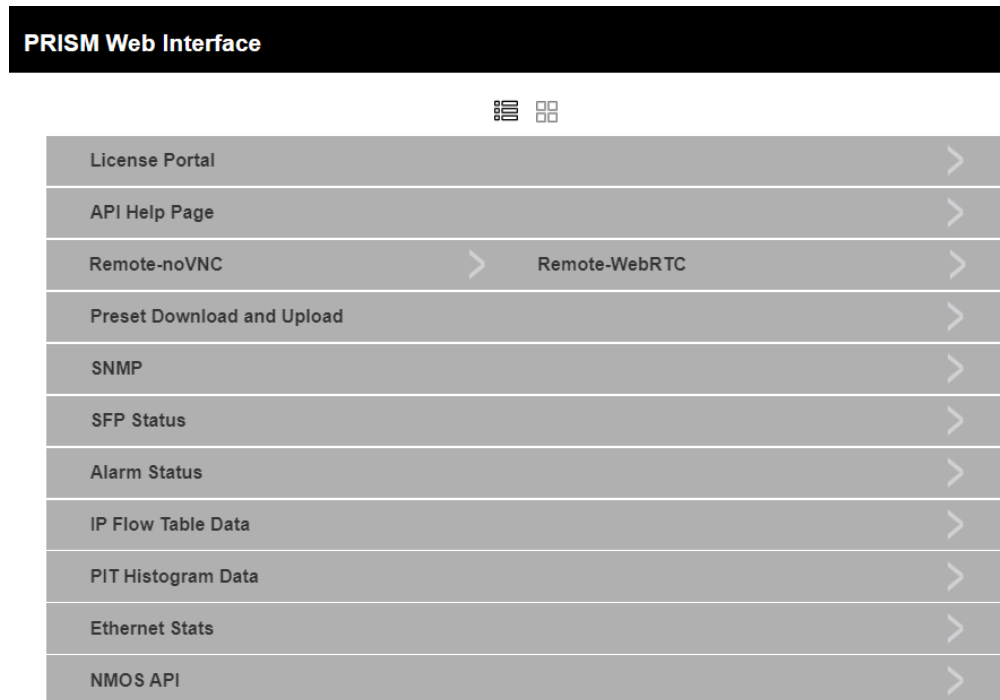 PRISM Web Interface
License Portal
API Help Page
Remote-noVNC Remote-WebRTC
Preset Download and Upload
SNMP
SFP Status
Alarm Status
IP Flow Table Data
PIT Histogram Data
Ethernet Stats
NMOS API